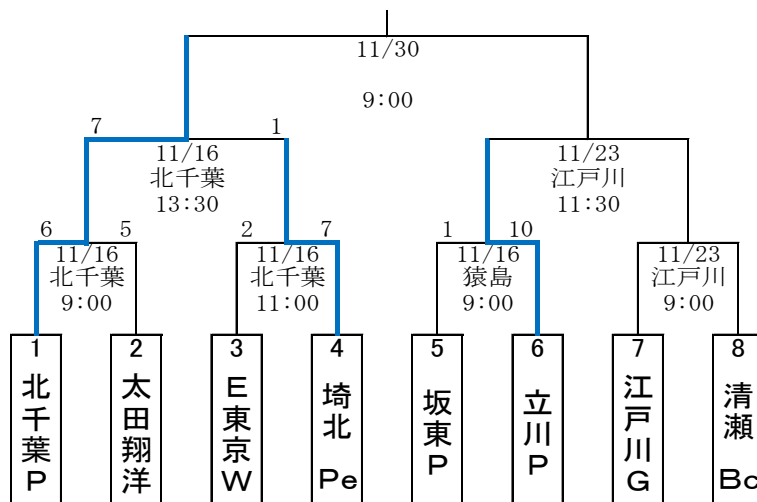 11/30
9:00
7 1
11/16
北千葉
13:30
11/23
江戸川
11:30
6 5
11/16
北千葉
9:00
2 7
11/16
北千葉
11:00
1 10
11/16
猿島
9:00
11/23
江戸川
9:00
1 北千葉P
2 太田翔洋
3 E東京W
4 埼北 Pe
5 坂東P
6 立川P
7 江戸川G
8 清瀬 Bo